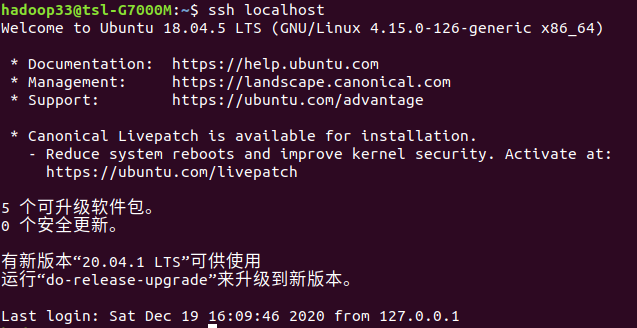 hadoop33@tsl-G7000M:~$ ssh localhost
Welcome to Ubuntu 18.04.5 LTS (GNU/Linux 4.15.0-126-generic x86_64)
* Documentation:  https://help.ubuntu.com
* Management:     https://landscape.canonical.com
* Support:        https://ubuntu.com/advantage
* Canonical Livepatch is available for installation.
- Reduce system reboots and improve kernel security. Activate at:
https://ubuntu.com/livepatch
5 个可升级软件包。
0 个安全更新。
有新版本“20.04.1 LTS”可供使用
运行“do-release-upgrade”来升级到新版本。
Last login: Sat Dec 19 16:09:46 2020 from 127.0.0.1